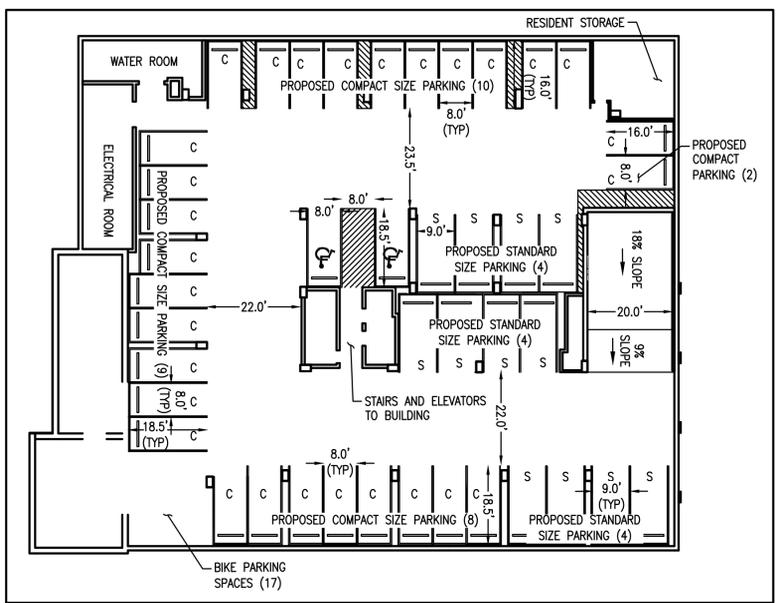 RESIDENT STORAGE
WATER ROOM
C C C C C C C C C C
PROPOSED COMPACT SIZE PARKING (10)
16.0'
(TYP)
8.0'
(TYP)
16.0'
C
C
8.0'
PROPOSED
COMPACT
PARKING (2)
ELECTRICAL ROOM
C
C
C
C
C
C
C
C
C
PROPOSED COMPACT SIZE PARKING (9)
8.0'
(TYP)
18.5'
(TYP)
23.5'
8.0'
8.0'
18.5'
S S S S
9.0'
PROPOSED STANDARD
SIZE PARKING (4)
18% SLOPE
20.0'
9%
SLOPE
22.0'
PROPOSED STANDARD
SIZE PARKING (4)
S S S S
STAIRS AND ELEVATORS
TO BUILDING
22.0'
8.0'
(TYP)
C C C C C C C C
PROPOSED COMPACT SIZE PARKING (8)
18.5'
S S S S
9.0'
(TYP)
PROPOSED STANDARD
SIZE PARKING (4)
BIKE PARKING
SPACES (17)